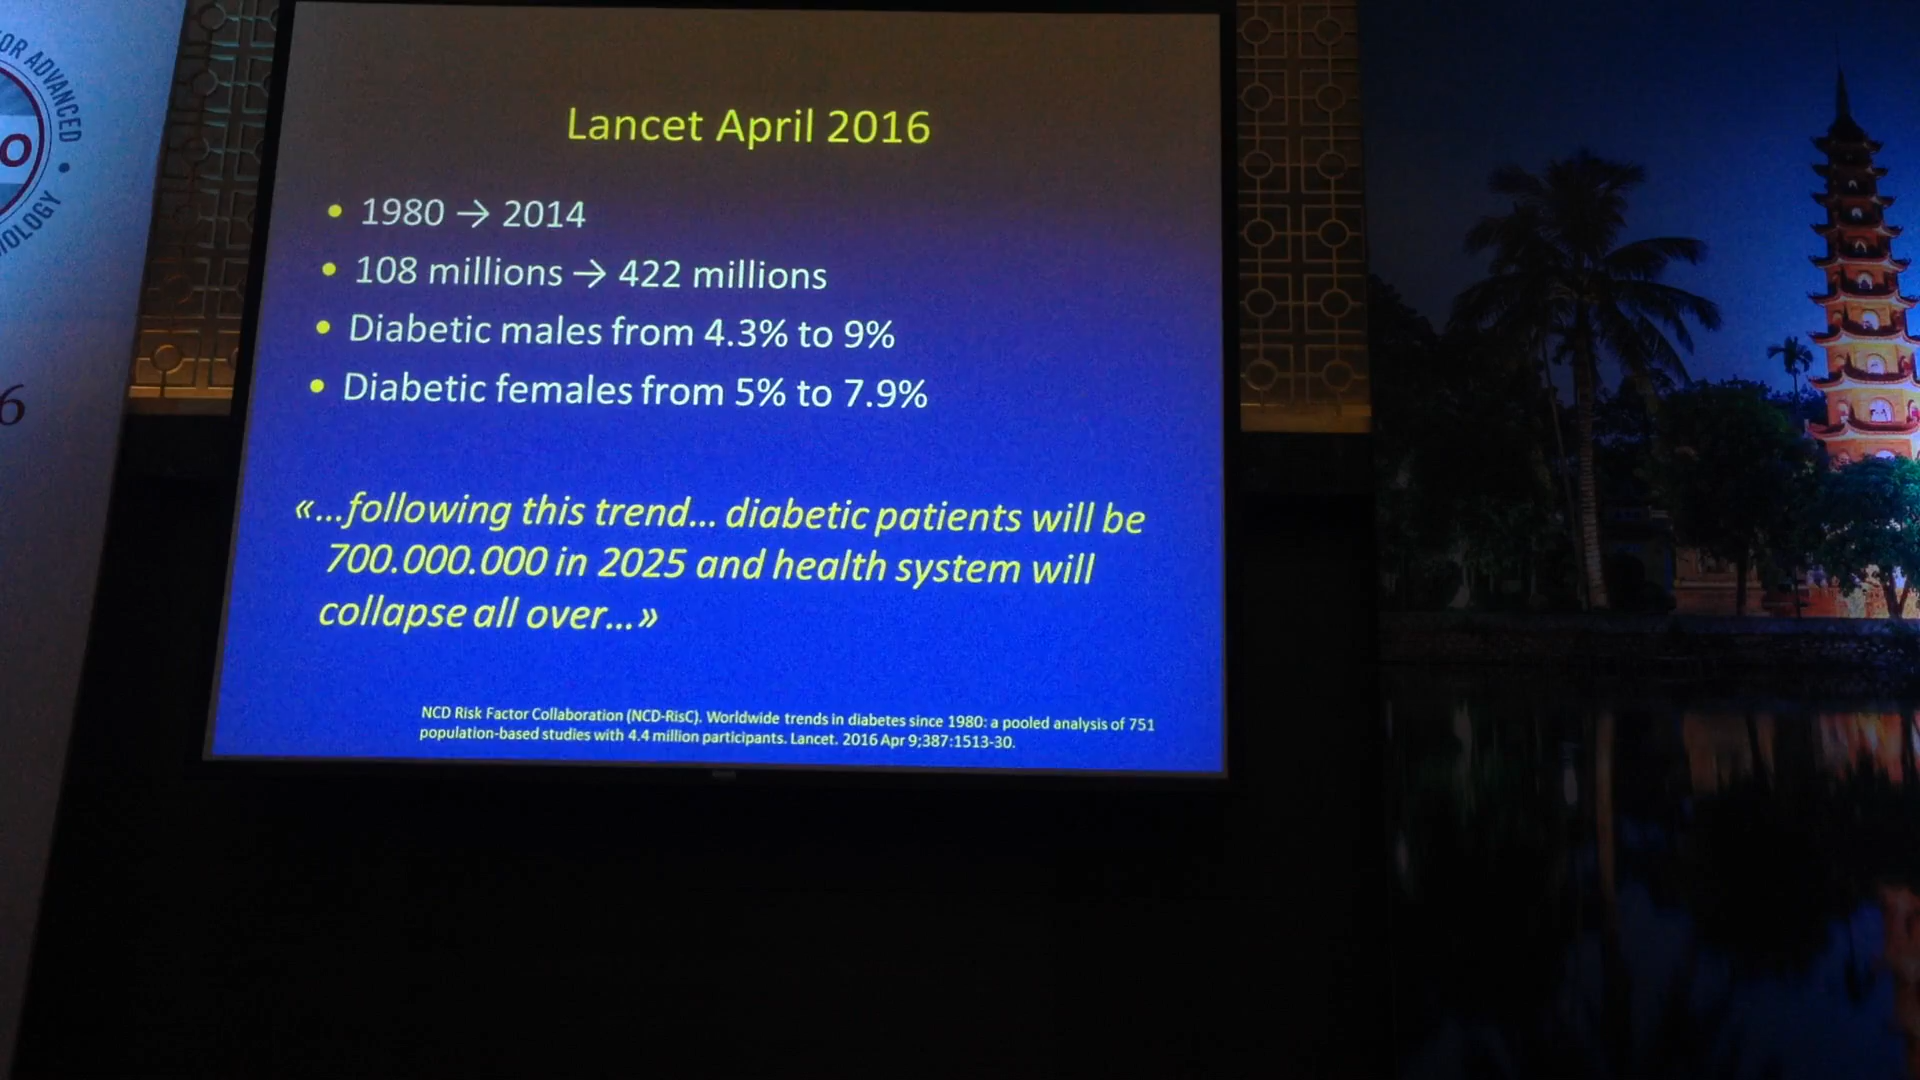 OR ADVANCED
O
OLOGY
6
Lancet April 2016
• 1980 → 2014
• 108 millions → 422 millions
• Diabetic males from 4.3% to 9%
• Diabetic females from 5% to 7.9%
«...following this trend... diabetic patients will be
700.000.000 in 2025 and health system will
collapse all over...»
NCD Risk Factor Collaboration (NCD-RisC). Worldwide trends in diabetes since 1980: a pooled analysis of 751
population-based studies with 4.4 million participants. Lancet. 2016 Apr 9;387:1513-30.